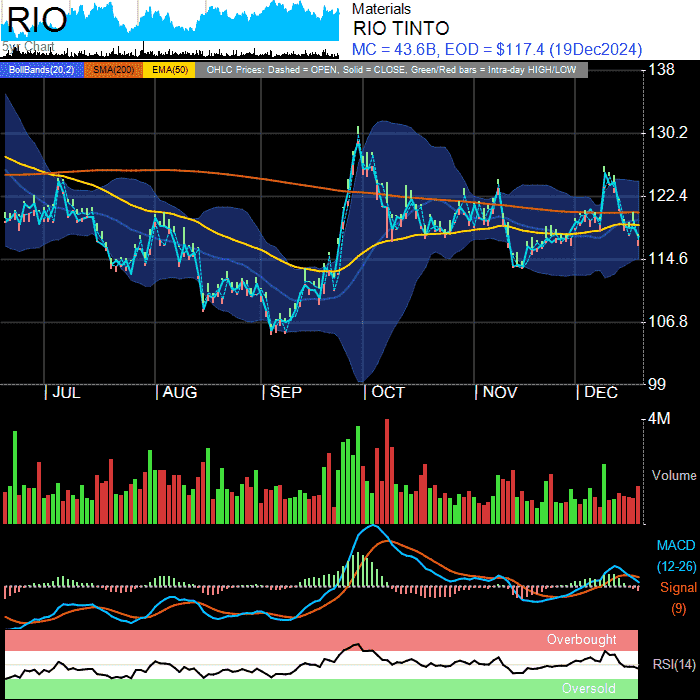 RIO
5yr Chart
Materials
RIO TINTO
MC = 43.6B, EOD = $117.4 (19Dec2024)
BollBands(20,2) SMA(200) EMA(50) OHLC Prices: Dashed = OPEN, Solid = CLOSE, Green/Red bars = Intra-day HIGH/LOW
138
130.2
122.4
114.6
106.8
99
| JUL | AUG | SEP | OCT | NOV | DEC
4M
Volume
MACD
(12-26)
Signal
(9)
Overbought
RSI(14)
Oversold